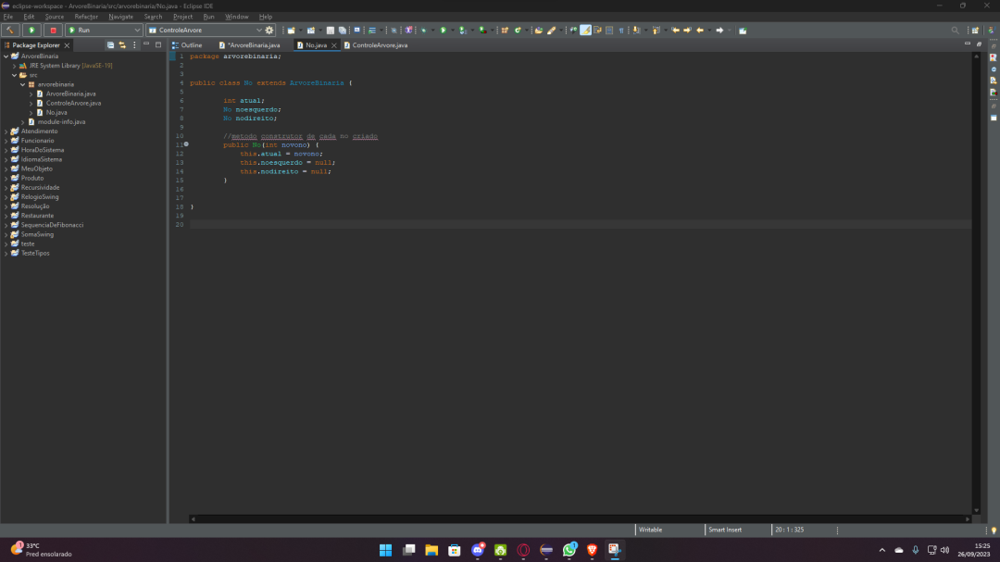 eclipse-workspace - ArvoreBinaria/src/arvorebinaria/No.java - Eclipse IDE
File Edit Source Refactor Navigate Search Project Run Window Help
Run ControleArvore
Package Explorer
Outline *ArvoreBinaria.java No.java ControleArvore.java
ArvoreBinaria
JRE System Library [JavaSE-19]
src
arvorebinaria
ArvoreBinaria.java
ControleArvore.java
No.java
module-info.java
Atendimento
Funcionario
HoraDoSistema
IdiomaSistema
MeuObjeto
Produto
Recursividade
RelogioSwing
Resolução
Restaurante
SequenciaDeFibonacci
SomaSwing
teste
TesteTipos
1 package arvorebinaria;
2
3
4 public class No extends ArvoreBinaria {
5
6 int atual;
7 No noesquerdo;
8 No nodireito;
9
10 //metodo construtor de cada no criado
11 public No(int novono) {
12 this.atual = novono;
13 this.noesquerdo = null;
14 this.nodireito = null;
15 }
16
17
18 }
19
20
Writable Smart Insert 20 : 1 : 325
33°C
Pred ensolarado
15:25
26/09/2023